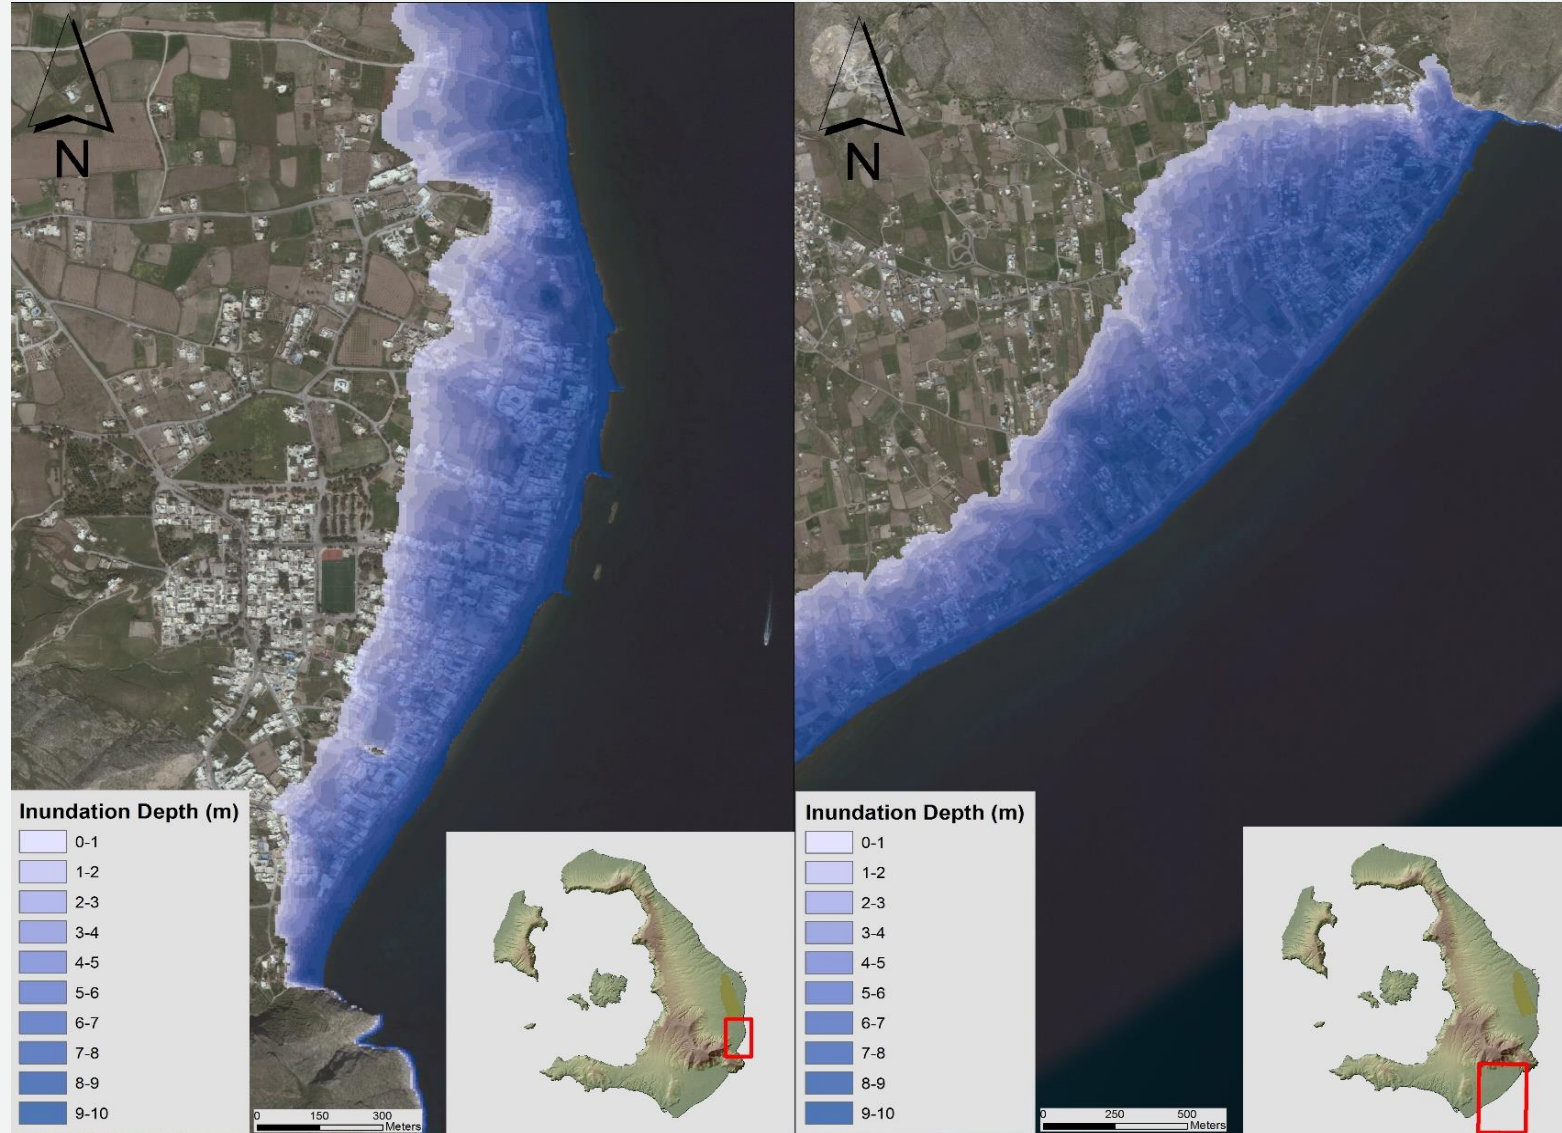 N
Inundation Depth (m)
0-1
1-2
2-3
3-4
4-5
5-6
6-7
7-8
8-9
9-10
0 150 300
Meters
N
Inundation Depth (m)
0-1
1-2
2-3
3-4
4-5
5-6
6-7
7-8
8-9
9-10
0 250 500
Meters